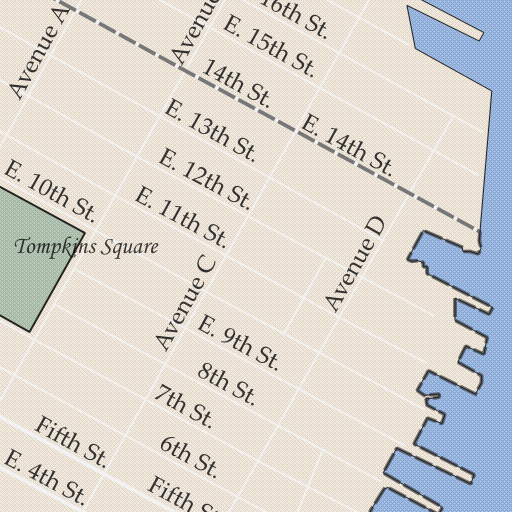 16th St.
Avenue A
Avenue
E. 15th St.
14th St.
E. 13th St.
E. 14th St.
E. 12th St.
E. 10th St.
E. 11th St.
Tompkins Square
Avenue D
Avenue C
E. 9th St.
8th St.
7th St.
Fifth St.
6th St.
E. 4th St.
Fifth St.